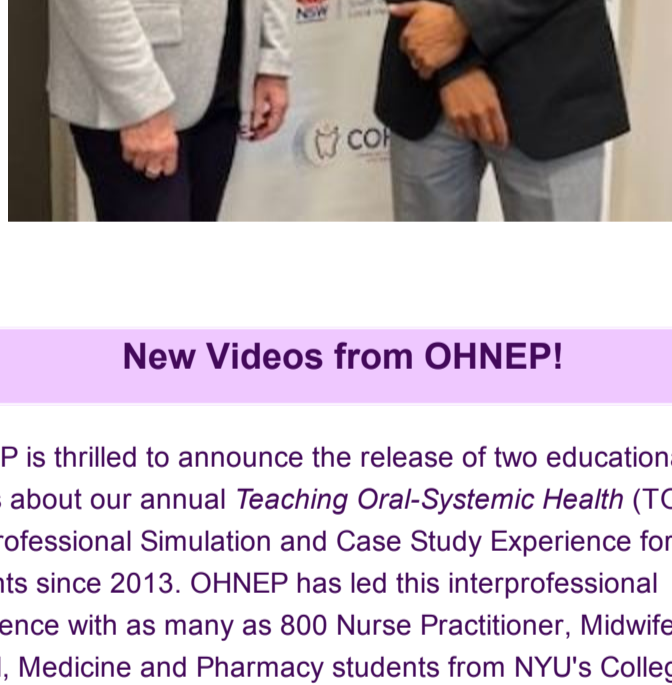 NSW
COH
New Videos from OHNEP!
P is thrilled to announce the release of two education
s about our annual Teaching Oral-Systemic Health (TO
rofessional Simulation and Case Study Experience for
nts since 2013. OHNEP has led this interprofessional
ence with as many as 800 Nurse Practitioner, Midwife
l, Medicine and Pharmacy students from NYU's Colleg